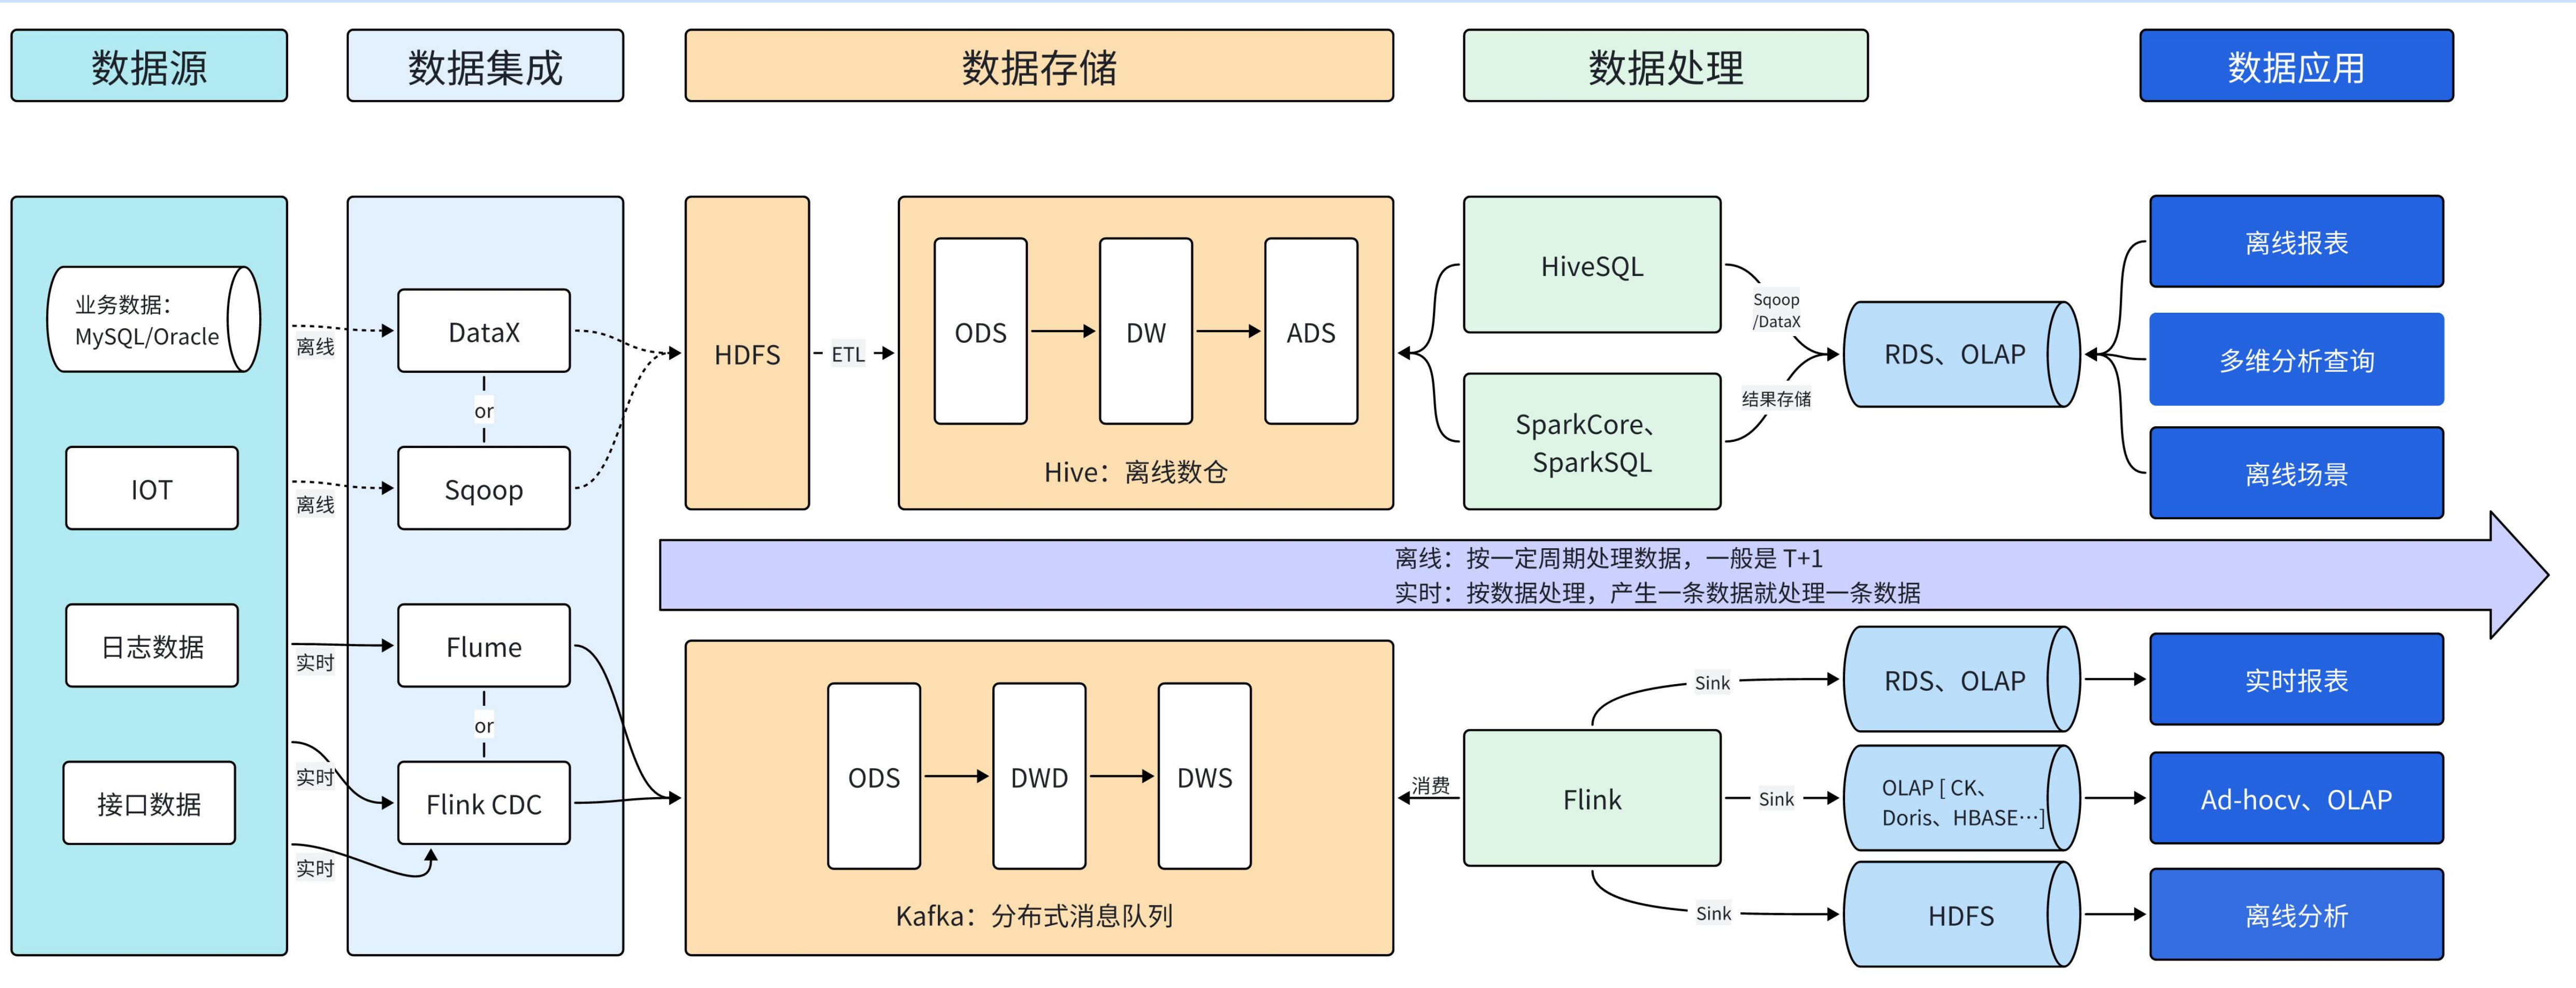 数据源
数据集成
数据存储
数据处理
数据应用
业务数据：
MySQL/Oracle
IOT
日志数据
接口数据
离线
离线
实时
实时
实时
DataX
or
Sqoop
Flume
or
Flink CDC
HDFS
ETL
ODS
DW
ADS
Hive：离线数仓
HiveSQL
SparkCore、
SparkSQL
Sqoop
/DataX
结果存储
RDS、OLAP
离线报表
多维分析查询
离线场景
离线：按一定周期处理数据，一般是 T+1
实时：按数据处理，产生一条数据就处理一条数据
ODS
DWD
DWS
Kafka：分布式消息队列
消费
Flink
Sink
Sink
Sink
RDS、OLAP
OLAP [ CK、
Doris、HBASE…]
HDFS
实时报表
Ad-hocv、OLAP
离线分析